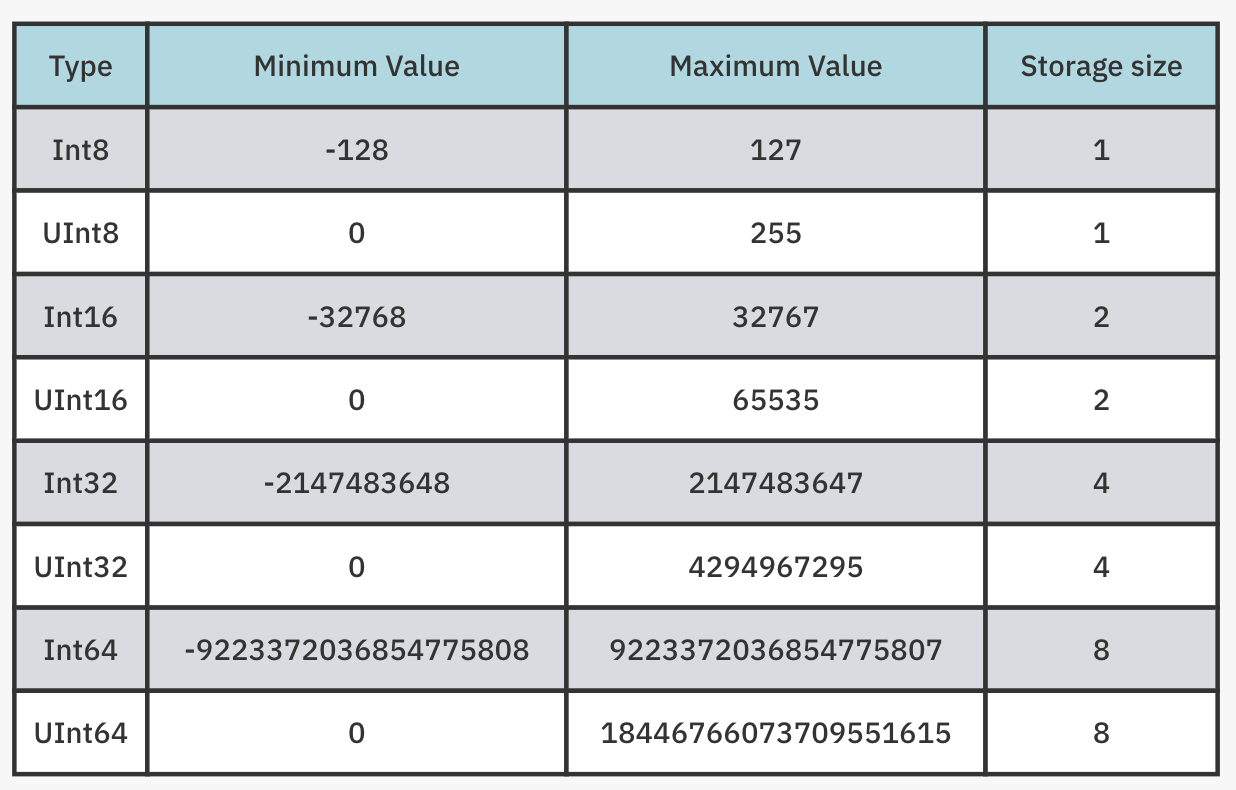 Type Minimum Value Maximum Value Storage size
Int8 -128 127 1
UInt8 0 255 1
Int16 -32768 32767 2
UInt16 0 65535 2
Int32 -2147483648 2147483647 4
UInt32 0 4294967295 4
Int64 -9223372036854775808 9223372036854775807 8
UInt64 0 18446766073709551615 8